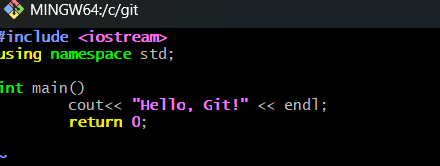 MINGW64:/c/git
#include <iostream>
using namespace std;
int main()
cout<< "Hello, Git!" << endl;
return 0;
~